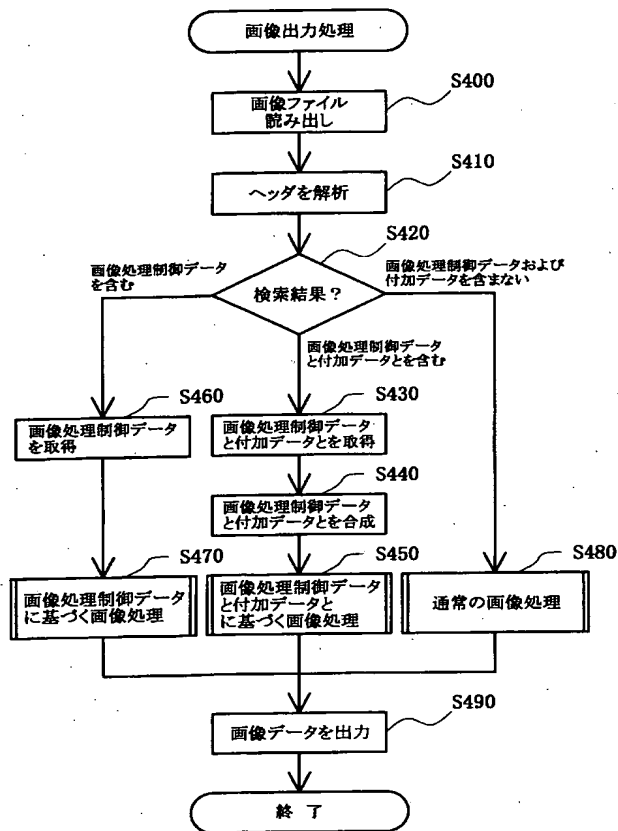 画像出力処理
S400
画像ファイル
読み出し
S410
ヘッダを解析
S420
画像処理制御データ
を含む
検索結果？
画像処理制御データおよび
付加データを含まない
画像処理制御データ
と付加データとを含む
S460
画像処理制御データ
を取得
S430
画像処理制御データ
と付加データとを取得
S440
画像処理制御データ
と付加データとを合成
S470
画像処理制御データ
に基づく画像処理
S450
画像処理制御データ
と付加データと
に基づく画像処理
S480
通常の画像処理
S490
画像データを出力
終 了